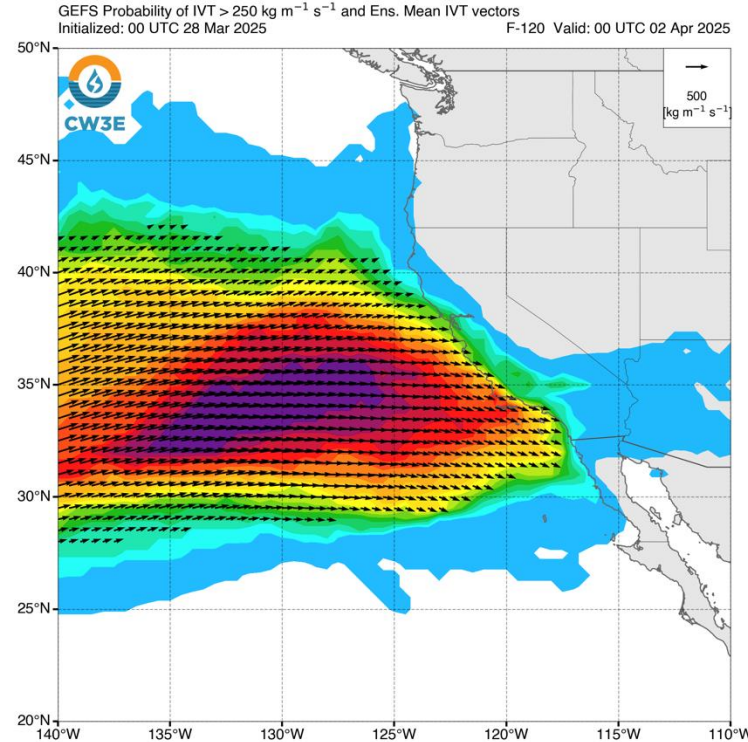 GEFS Probability of IVT > 250 kg m⁻¹ s⁻¹ and Ens. Mean IVT vectors
Initialized: 00 UTC 28 Mar 2025
F-120 Valid: 00 UTC 02 Apr 2025
50°N
CW3E
500
[kg m⁻¹ s⁻¹]
45°N
40°N
35°N
30°N
25°N
20°N
140°W 135°W 130°W 125°W 120°W 115°W 110°W